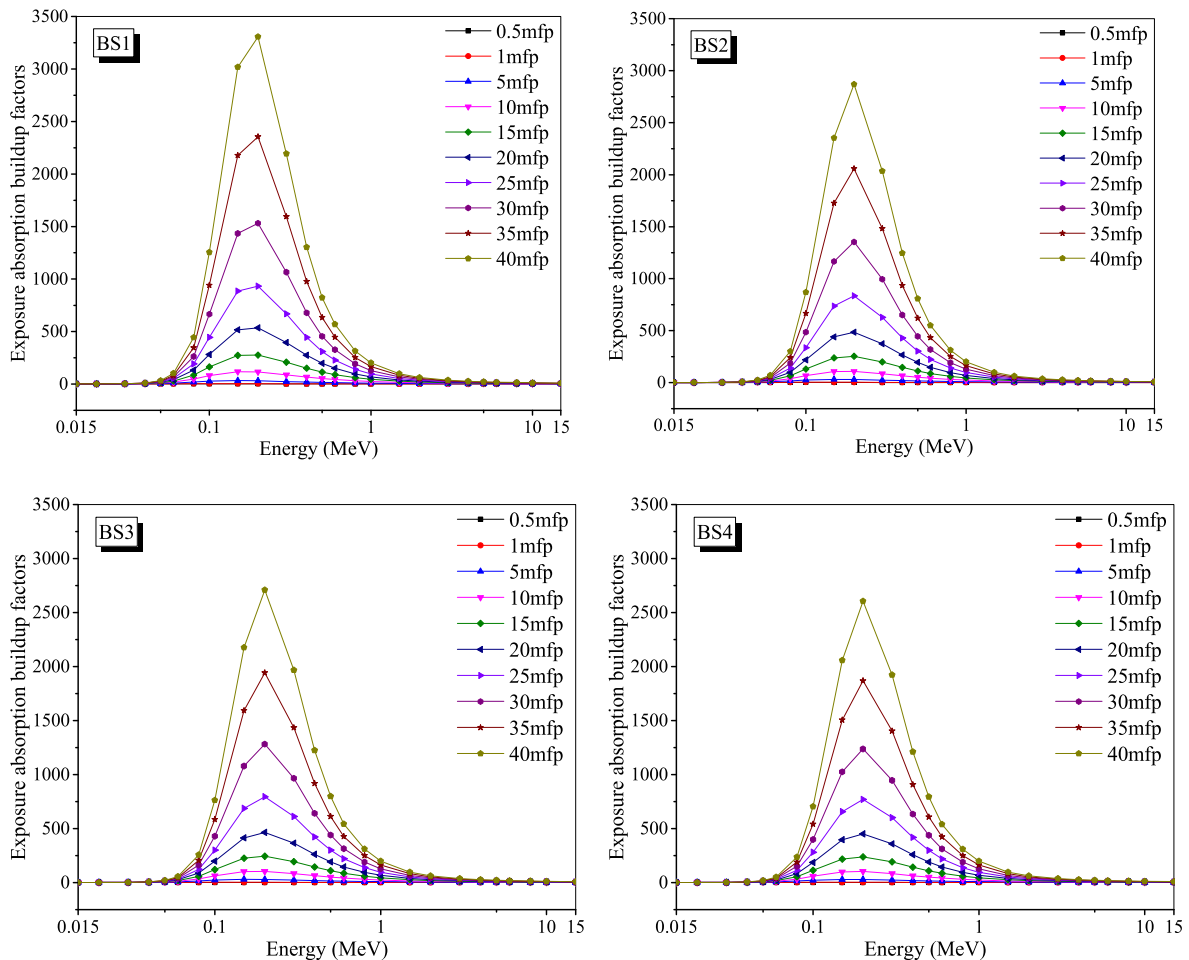 BS1
Exposure absorption buildup factors
3500
3000
2500
2000
1500
1000
500
0
0.5mfp
1mfp
5mfp
10mfp
15mfp
20mfp
25mfp
30mfp
35mfp
40mfp
0.015 0.1 1 10 15
Energy (MeV)
BS2
Exposure absorption buildup factors
3500
3000
2500
2000
1500
1000
500
0
0.5mfp
1mfp
5mfp
10mfp
15mfp
20mfp
25mfp
30mfp
35mfp
40mfp
0.015 0.1 1 10 15
Energy (MeV)
BS3
Exposure absorption buildup factors
3500
3000
2500
2000
1500
1000
500
0
0.5mfp
1mfp
5mfp
10mfp
15mfp
20mfp
25mfp
30mfp
35mfp
40mfp
0.015 0.1 1 10 15
Energy (MeV)
BS4
Exposure absorption buildup factors
3500
3000
2500
2000
1500
1000
500
0
0.5mfp
1mfp
5mfp
10mfp
15mfp
20mfp
25mfp
30mfp
35mfp
40mfp
0.015 0.1 1 10 15
Energy (MeV)